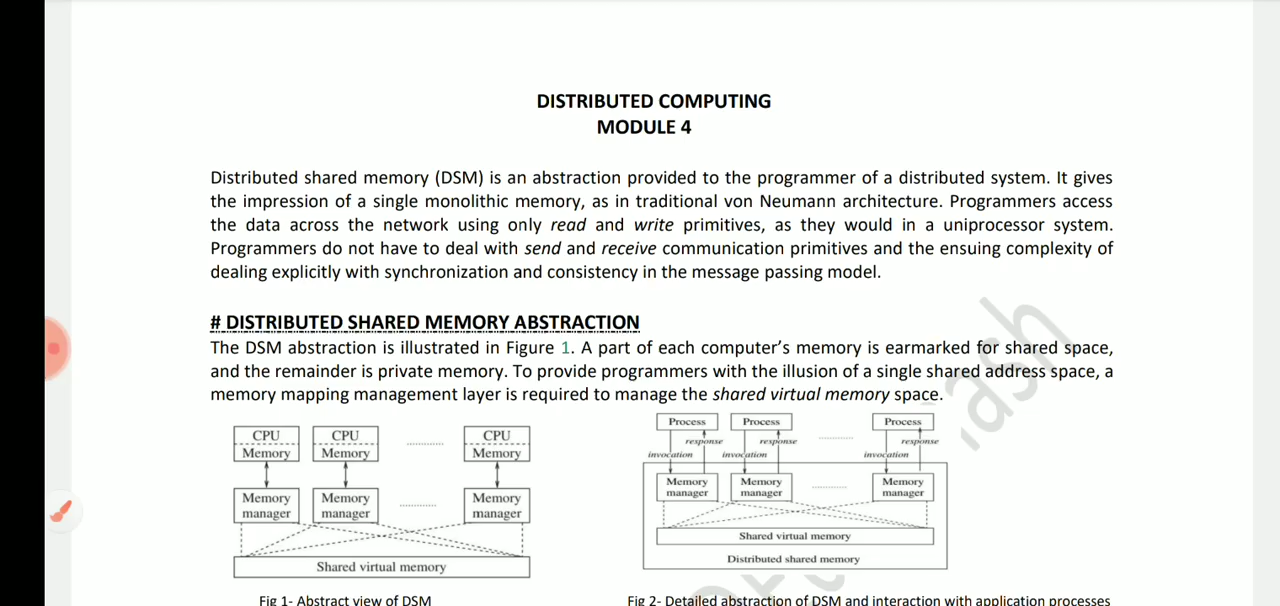 DISTRIBUTED COMPUTING
MODULE 4
Distributed shared memory (DSM) is an abstraction provided to the programmer of a distributed system. It gives
the impression of a single monolithic memory, as in traditional von Neumann architecture. Programmers access
the data across the network using only read and write primitives, as they would in a uniprocessor system.
Programmers do not have to deal with send and receive communication primitives and the ensuing complexity of
dealing explicitly with synchronization and consistency in the message passing model.
# DISTRIBUTED SHARED MEMORY ABSTRACTION
The DSM abstraction is illustrated in Figure 1. A part of each computer's memory is earmarked for shared space,
and the remainder is private memory. To provide programmers with the illusion of a single shared address space, a
memory mapping management layer is required to manage the shared virtual memory space.
CPU CPU ............ CPU
Memory Memory Memory
Memory Memory ............ Memory
manager manager manager
Shared virtual memory
Fig 1- Abstract view of DSM
Process Process ............ Process
response response response
invocation invocation invocation
Memory Memory ............ Memory
manager manager manager
Shared virtual memory
Distributed shared memory
Fig 2- Detailed abstraction of DSM and interaction with application processes